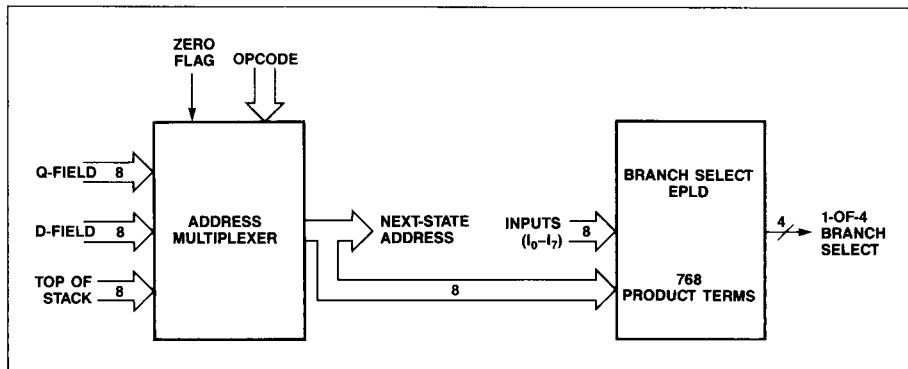 ZERO
FLAG
OPCODE
Q-FIELD 8
D-FIELD 8
TOP OF
STACK 8
ADDRESS
MULTIPLEXER
NEXT-STATE
ADDRESS
8
INPUTS
(I₀–I₇) 8
BRANCH SELECT
EPLD
768
PRODUCT TERMS
4
1-OF-4
BRANCH
SELECT